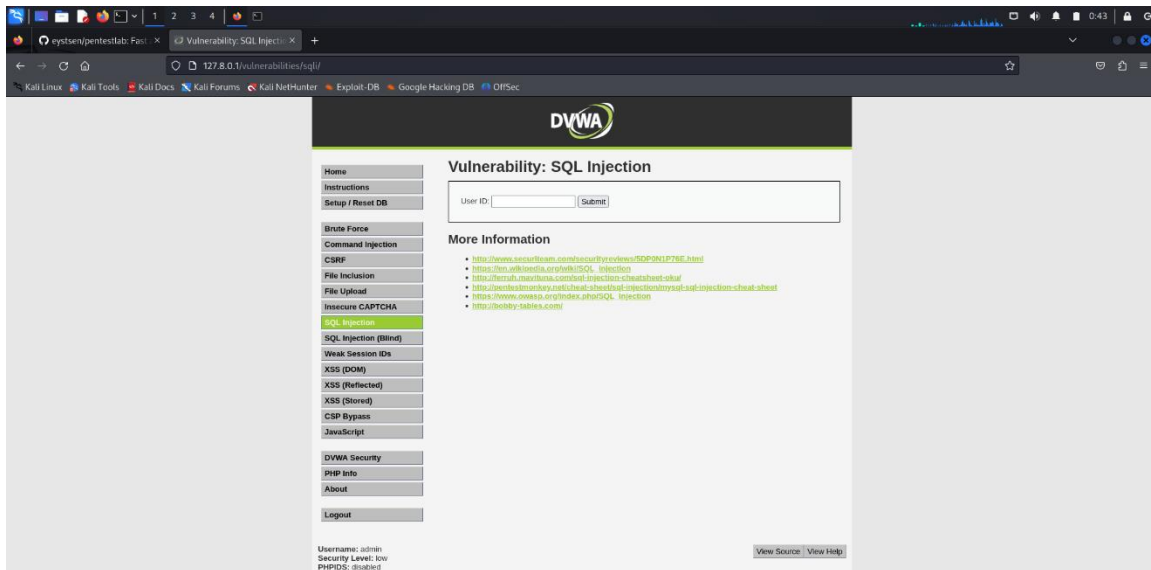 1 2 3 4
0:43
eystsen/pentestlab: Fast
Vulnerability: SQL Injectio
127.8.0.1/vulnerabilities/sqli/
Kali Linux Kali Tools Kali Docs Kali Forums Kali NetHunter Exploit-DB Google Hacking DB OffSec
DVWA
Home
Instructions
Setup / Reset DB
Brute Force
Command Injection
CSRF
File Inclusion
File Upload
Insecure CAPTCHA
SQL Injection
SQL Injection (Blind)
Weak Session IDs
XSS (DOM)
XSS (Reflected)
XSS (Stored)
CSP Bypass
JavaScript
DVWA Security
PHP Info
About
Logout
Username: admin
Security Level: low
PHPIDS: disabled
Vulnerability: SQL Injection
User ID: Submit
More Information
http://www.securiteam.com/securityreviews/5DP0N1P76E.html
https://en.wikipedia.org/wiki/SQL_injection
http://ferruh.mavituna.com/sql-injection-cheatsheet-oku/
http://pentestmonkey.net/cheat-sheet/sql-injection/mysql-sql-injection-cheat-sheet
https://www.owasp.org/index.php/SQL_Injection
http://bobby-tables.com/
View Source View Help